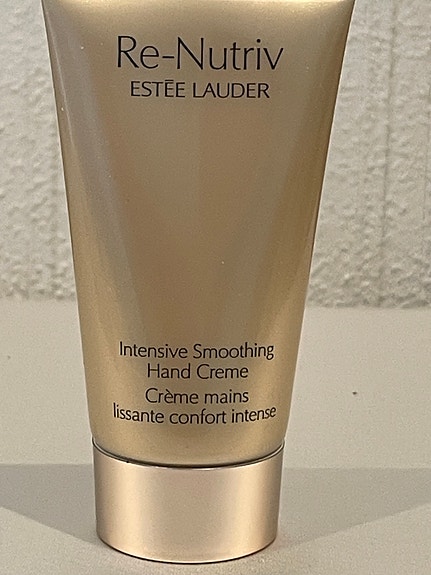 Re-Nutriv
ESTĒE LAUDER
Intensive Smoothing
Hand Creme
Crème mains
lissante confort intense